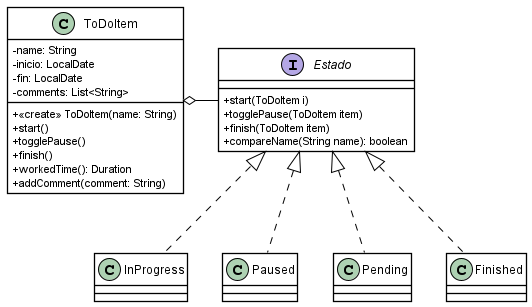 C ToDoItem
-name: String
-inicio: LocalDate
-fin: LocalDate
-comments: List<String>
+«create» ToDoItem(name: String)
+start()
+togglePause()
+finish()
+workedTime(): Duration
+addComment(comment: String)
I Estado
+start(ToDoItem i)
+togglePause(ToDoItem item)
+finish(ToDoItem item)
+compareName(String name): boolean
C InProgress
C Paused
C Pending
C Finished